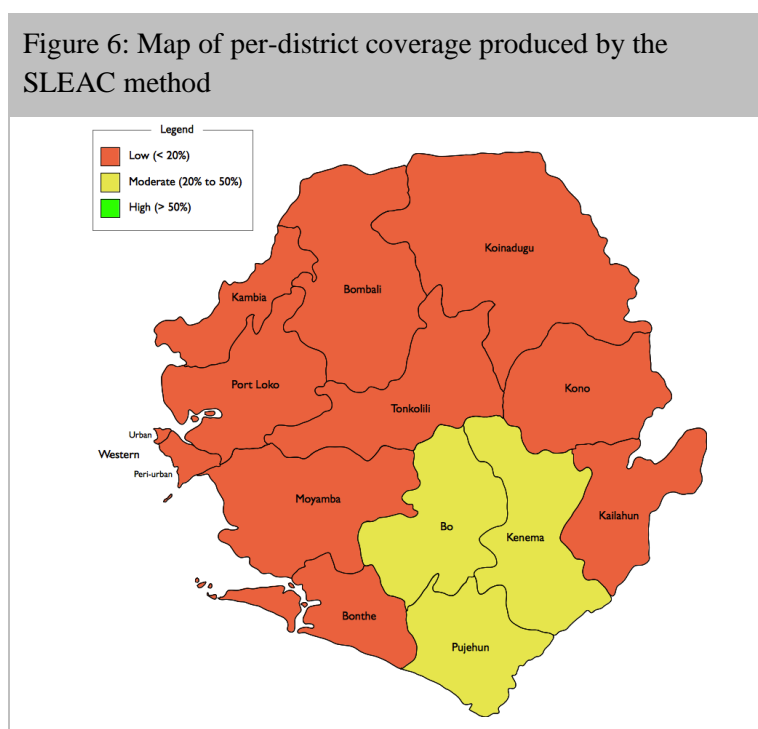 Figure 6: Map of per-district coverage produced by the
SLEAC method
Legend
Low (< 20%)
Moderate (20% to 50%)
High (> 50%)
Koinadugu
Bombali
Kambia
Port Loko
Kono
Tonkolili
Urban
Western
Peri-urban
Moyamba
Kailahun
Bo
Kenema
Bonthe
Pujehun